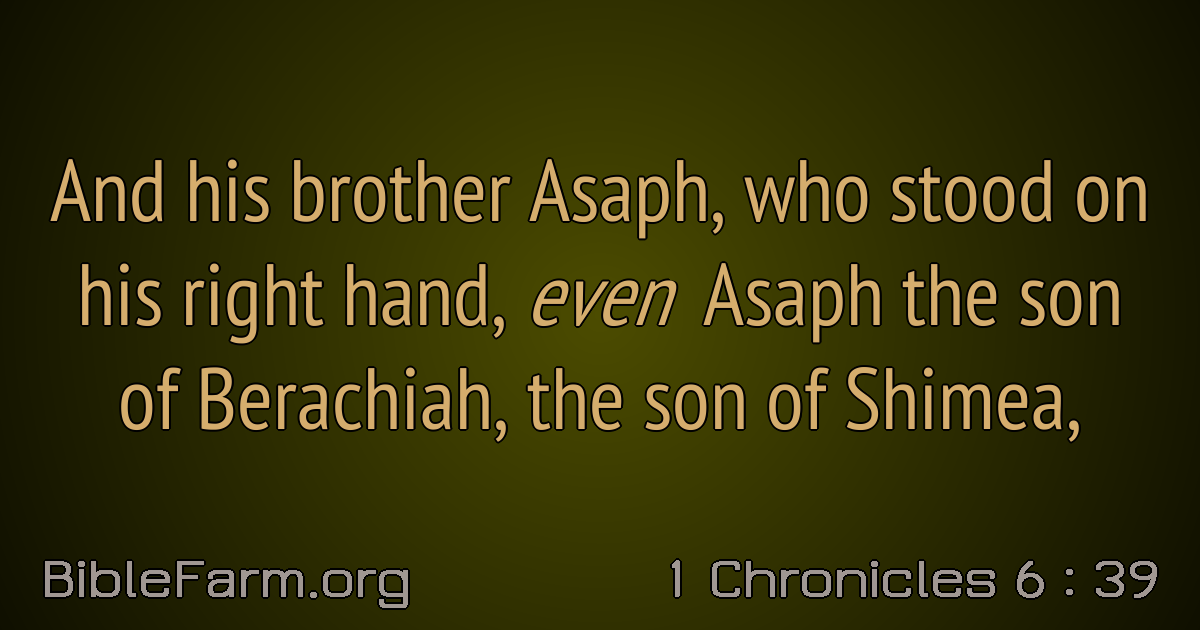 And his brother Asaph, who stood on
his right hand, even Asaph the son
of Berachiah, the son of Shimea,
BibleFarm.org
1 Chronicles 6 : 39